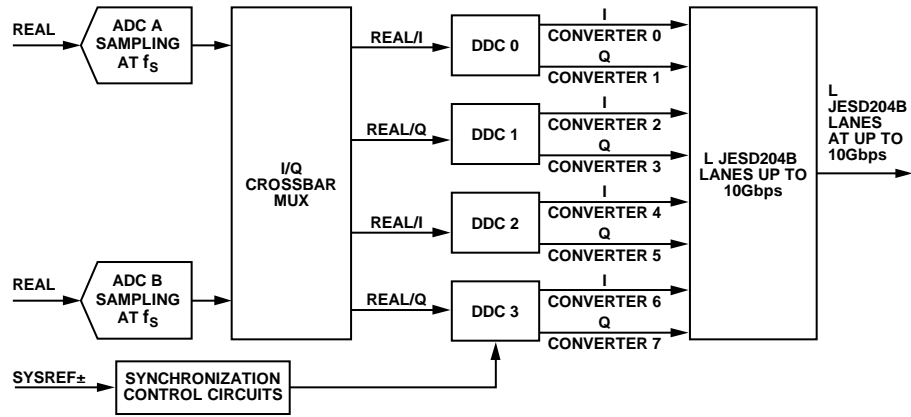 REAL
ADC A
SAMPLING
AT fS
I/Q
CROSSBAR
MUX
REAL/I
DDC 0
I
CONVERTER 0
Q
CONVERTER 1
REAL/Q
DDC 1
I
CONVERTER 2
Q
CONVERTER 3
REAL/I
DDC 2
I
CONVERTER 4
Q
CONVERTER 5
REAL
ADC B
SAMPLING
AT fS
REAL/Q
DDC 3
I
CONVERTER 6
Q
CONVERTER 7
L JESD204B
LANES UP TO
10Gbps
L
JESD204B
LANES
AT UP TO
10Gbps
SYSREF±
SYNCHRONIZATION
CONTROL CIRCUITS